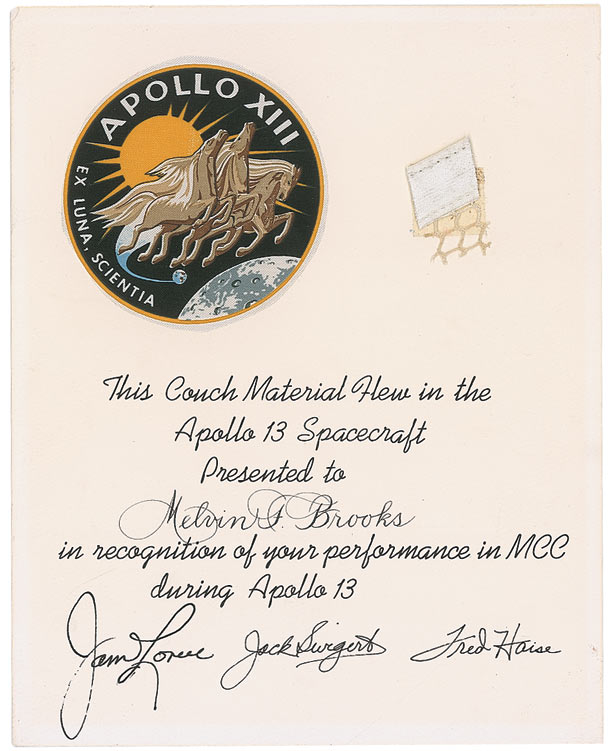 APOLLO XIII
EX LUNA, SCIENTIA
This Couch Material Flew in the
Apollo 13 Spacecraft
Presented to
Melvin F. Brooks
in recognition of your performance in MCC
during Apollo 13
Jim Lovell Jack Swigert Fred Haise